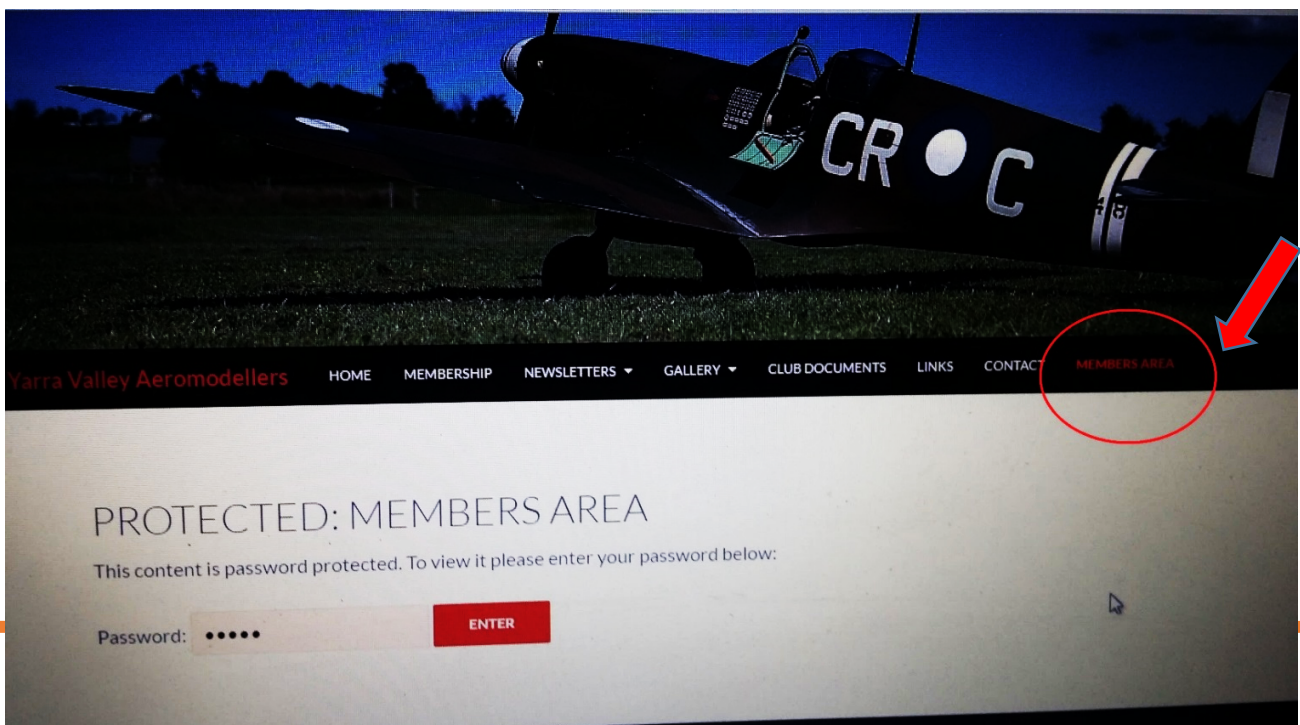 CR C
Yarra Valley Aeromodellers HOME MEMBERSHIP NEWSLETTERS GALLERY CLUB DOCUMENTS LINKS CONTACT MEMBERS AREA
PROTECTED: MEMBERS AREA
This content is password protected. To view it please enter your password below:
Password: ••••• ENTER